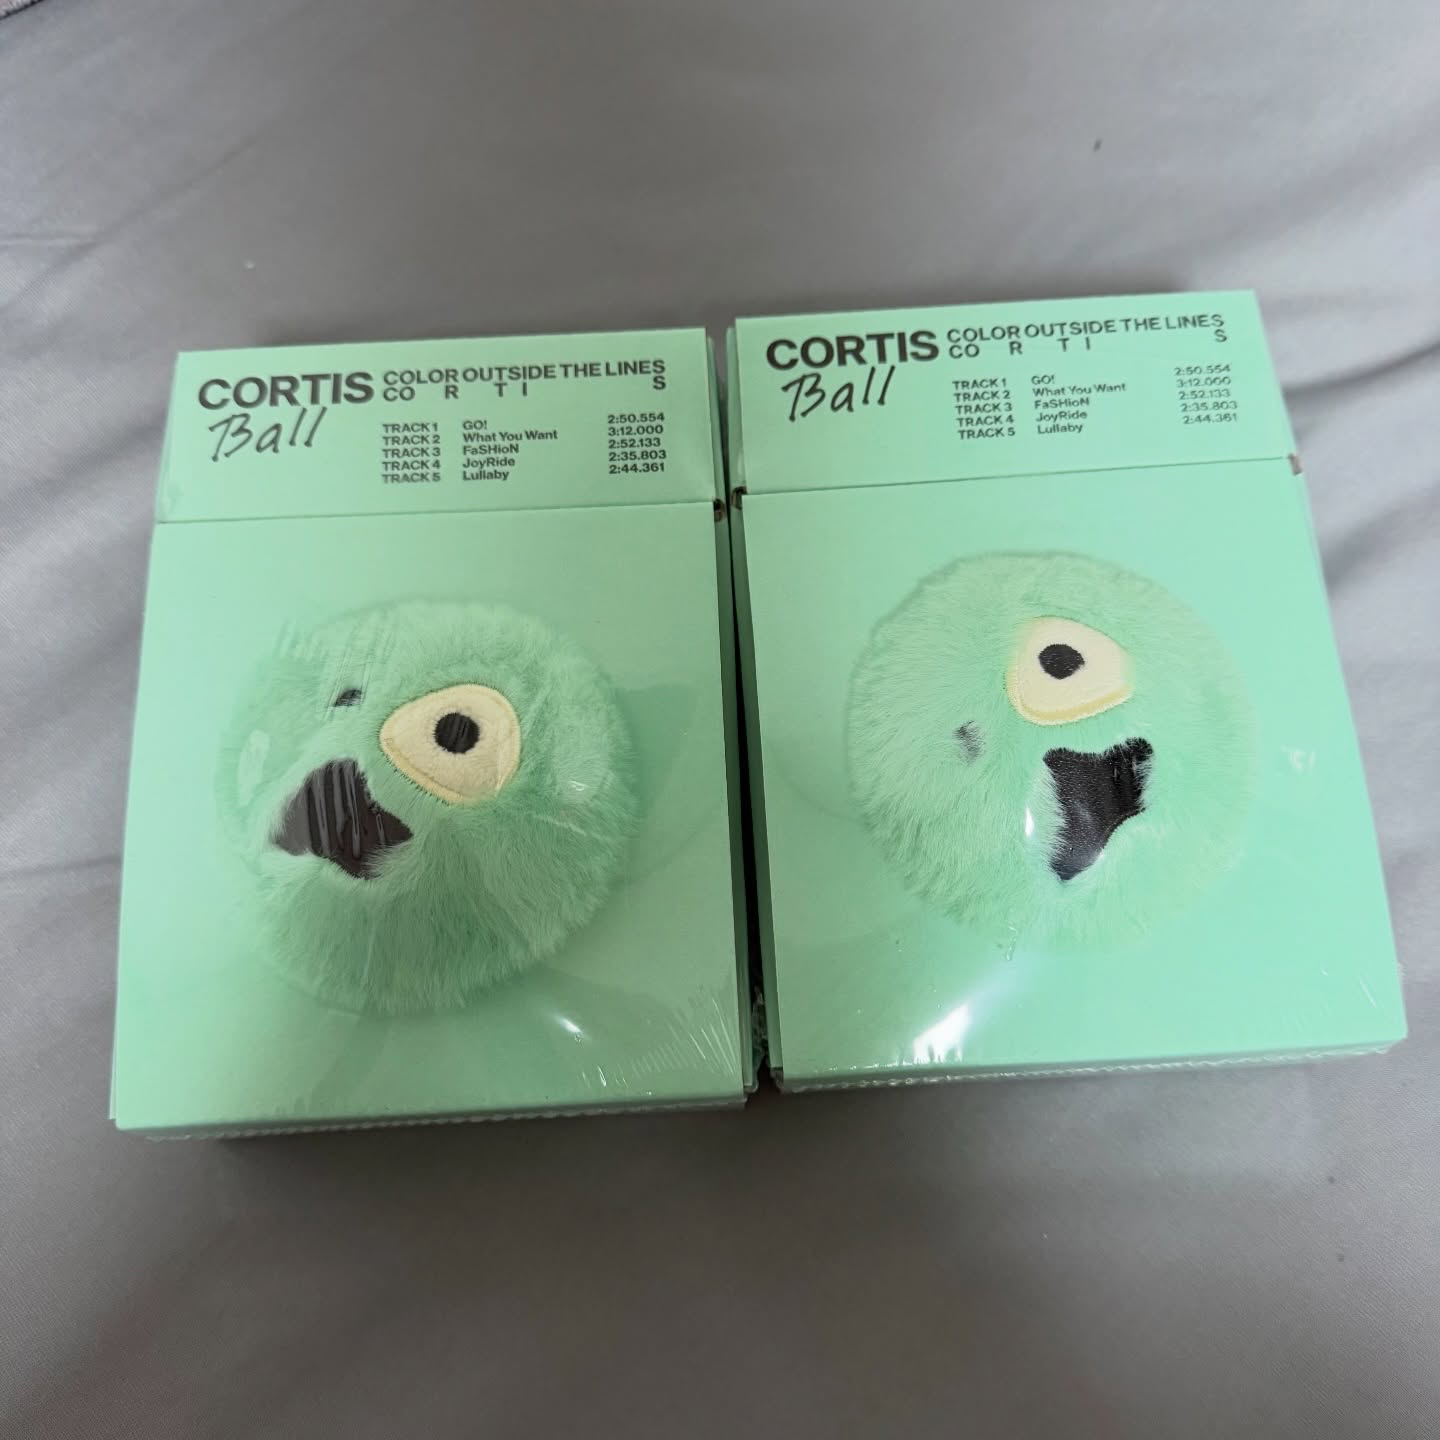 CORTIS
Ball
COLOR OUTSIDE THE LINES
CO R T I S
TRACK 1 GO! 2:50.554
TRACK 2 What You Want 3:12.000
TRACK 3 FaSHioN 2:52.133
TRACK 4 JoyRide 2:35.803
TRACK 5 Lullaby 2:44.361
CORTIS
Ball
COLOR OUTSIDE THE LINES
CO R T I S
TRACK 1 GO! 2:50.554
TRACK 2 What You Want 3:12.000
TRACK 3 FaSHioN 2:52.133
TRACK 4 JoyRide 2:35.803
TRACK 5 Lullaby 2:44.361